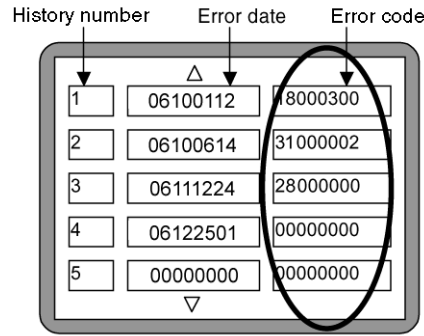 History number Error date Error code
1 06100112 18000300
2 06100614 31000002
3 06111224 28000000
4 06122501 00000000
5 00000000 00000000